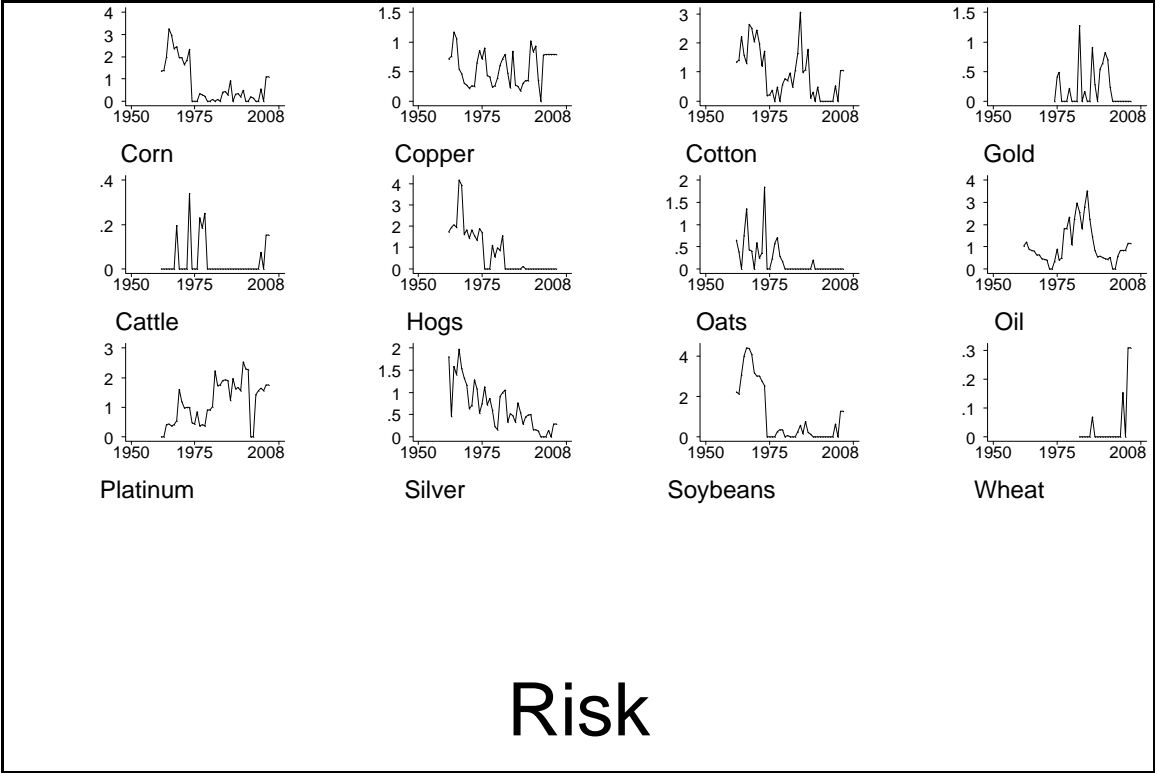 4 3 2 1 0
1950 1975 2008
Corn
1.5 1 .5 0
1950 1975 2008
Copper
3 2 1 0
1950 1975 2008
Cotton
1.5 1 .5 0
1950 1975 2008
Gold
.4 .2 0
1950 1975 2008
Cattle
4 3 2 1 0
1950 1975 2008
Hogs
2 1.5 1 .5 0
1950 1975 2008
Oats
4 3 2 1 0
1950 1975 2008
Oil
3 2 1 0
1950 1975 2008
Platinum
2 1.5 1 .5 0
1950 1975 2008
Silver
4 2 0
1950 1975 2008
Soybeans
.3 .2 .1 0
1950 1975 2008
Wheat
Risk